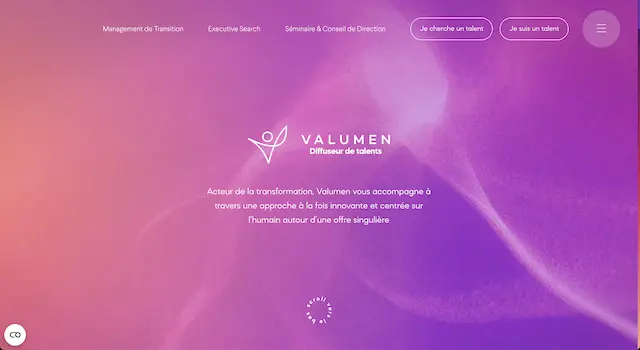 Management de Transition
Executive Search
Séminaire & Conseil de Direction
Je cherche un talent
Je suis un talent
VALUMEN
Diffuseur de talents
Acteur de la transformation, Valumen vous accompagne à
travers une approche à la fois innovante et centrée sur
l'humain autour d'une offre singulière
scroll vers le bas